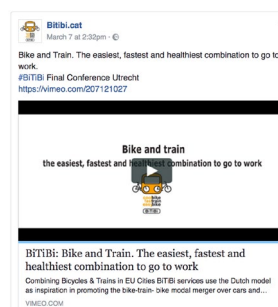 Bitibi.cat
March 7 at 2:32pm ·
Bike and Train. The easiest, fastest and healthiest combination to go to
work.
#BiTiBi Final Conference Utrecht
https://vimeo.com/207121027
Bike and train
the easiest, fastest and healthiest combination to go to work
(BiTiBi)
BiTiBi: Bike and Train. The easiest, fastest and
healthiest combination to go to work
Combining Bicycles & Trains in EU Cities BiTiBi services use the Dutch model
as inspiration in promoting the bike-train- bike modal merger over cars and...
VIMEO.COM